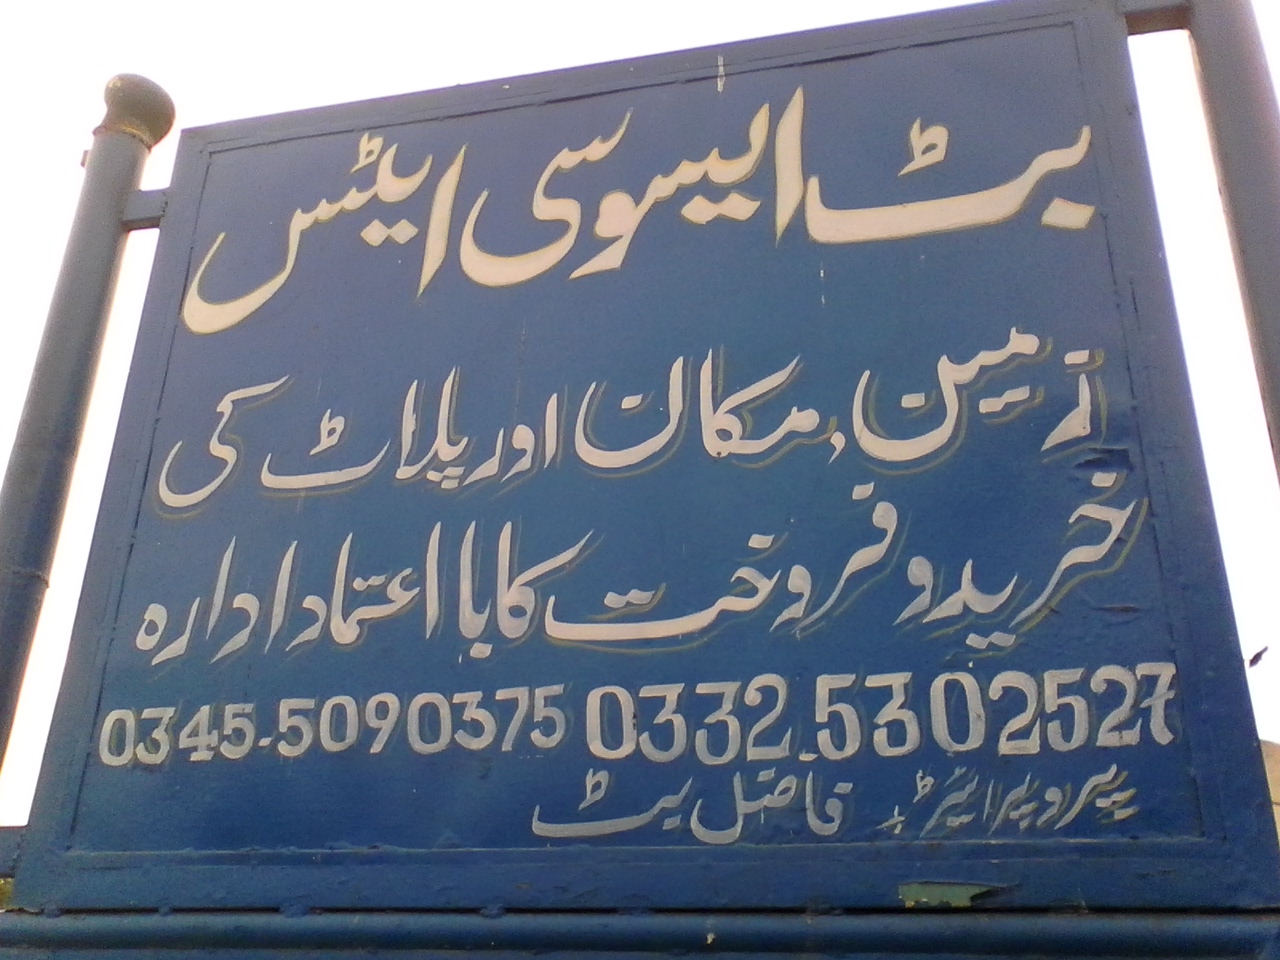 بٹ ایسوسی ایٹس
زمین، مکان اور پلاٹ کی
خرید و فروخت کا با اعتماد ادارہ
0345-5090375 0332-5302527
پروپرائیٹر: فاضل بٹ